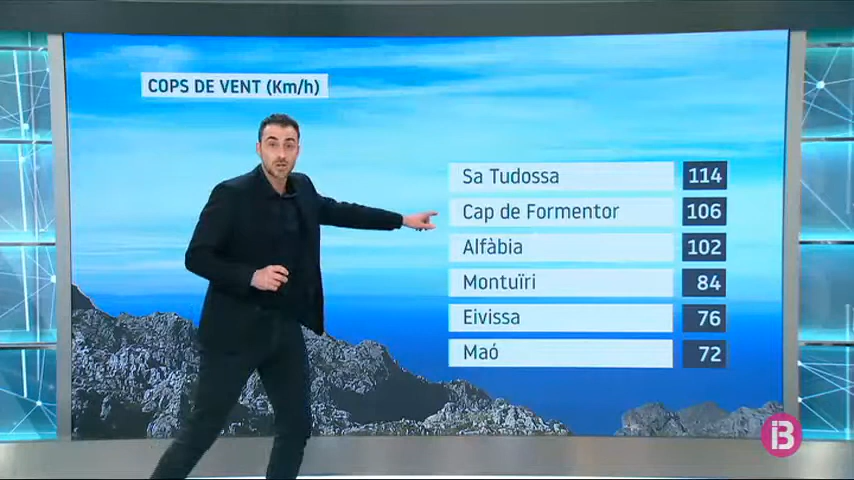 COPS DE VENT (Km/h)
Sa Tudossa 114
Cap de Formentor 106
Alfàbia 102
Montuïri 84
Eivissa 76
Maó 72